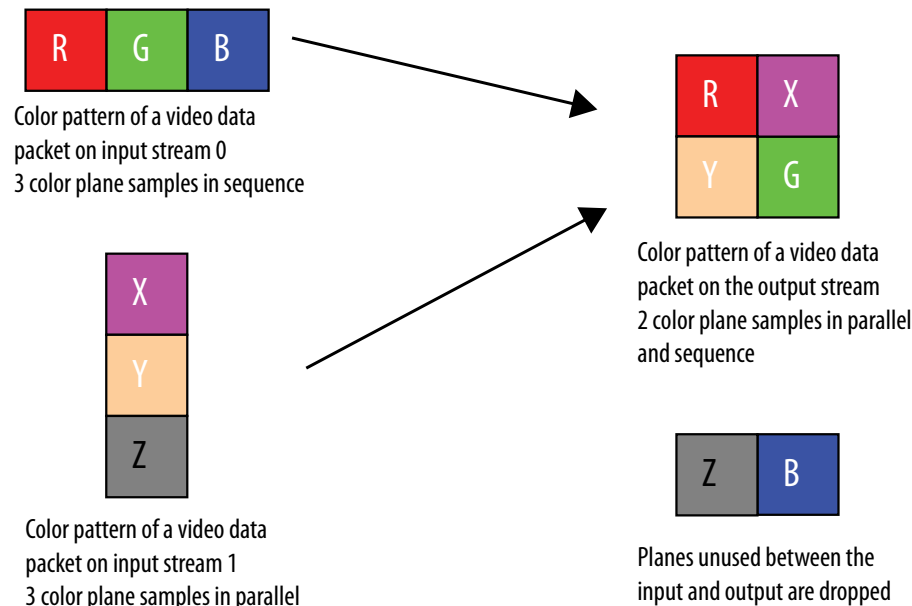 R G B
Color pattern of a video data
packet on input stream 0
3 color plane samples in sequence
X
Y
Z
Color pattern of a video data
packet on input stream 1
3 color plane samples in parallel
R X
Y G
Color pattern of a video data
packet on the output stream
2 color plane samples in parallel
and sequence
Z B
Planes unused between the
input and output are dropped